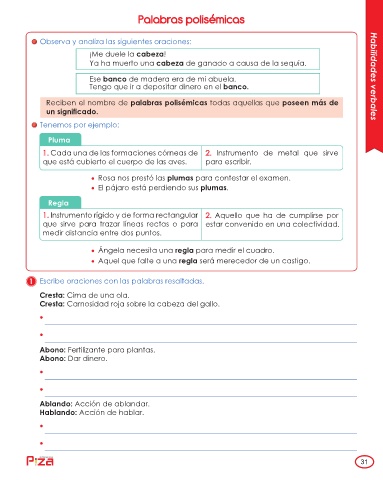 Palabras polisémicas
Habilidades verbales
Observa y analiza las siguientes oraciones:
¡Me duele la cabeza!
Ya ha muerto una cabeza de ganado a causa de la sequía.
Ese banco de madera era de mi abuela.
Tengo que ir a depositar dinero en el banco.
Reciben el nombre de palabras polisémicas todas aquellas que poseen más de
un significado.
Tenemos por ejemplo:
Pluma
1. Cada una de las formaciones córneas de
que está cubierto el cuerpo de las aves.
2. Instrumento de metal que sirve
para escribir.
• Rosa nos prestó las plumas para contestar el examen.
• El pájaro está perdiendo sus plumas.
Regla
1. Instrumento rígido y de forma rectangular
que sirve para trazar líneas rectas o para
medir distancia entre dos puntos.
2. Aquello que ha de cumplirse por
estar convenido en una colectividad.
• Ángela necesita una regla para medir el cuadro.
• Aquel que falte a una regla será merecedor de un castigo.
1 Escribe oraciones con las palabras resaltadas.
Cresta: Cima de una ola.
Cresta: Carnosidad roja sobre la cabeza del gallo.
•
•
Abono: Fertilizante para plantas.
Abono: Dar dinero.
•
•
Ablando: Acción de ablandar.
Hablando: Acción de hablar.
•
•
Piza
31